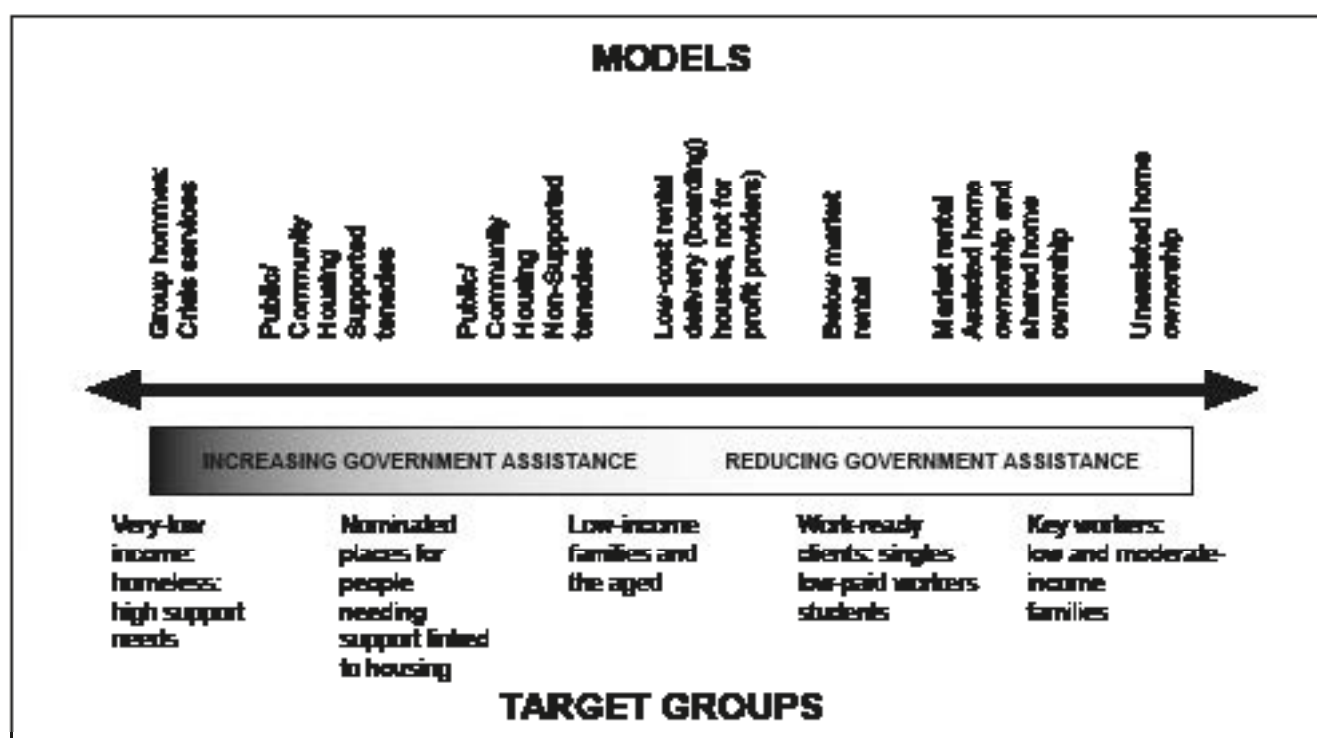 MODELS
Group hommes:
Crisis services
Public/
Community
Housing
Supported
tenacies
Public/
Community
Housing
Non-Supported
tenacies
Low-cost rental
delivery (boarding)
houses, not for
profit providers)
Below market
rental
Market rental
Assisted home
ownership and
shared home
ownership
Unassisted home
ownership
INCREASING GOVERNMENT ASSISTANCE
REDUCING GOVERNMENT ASSISTANCE
Very-low
income:
homeless:
high support
needs
Nominated
places for
people
needing
support linked
to housing
Low-income
families and
the aged
Work-ready
clients: singles
low-paid workers
students
Key workers:
low and moderate-
income
families
TARGET GROUPS